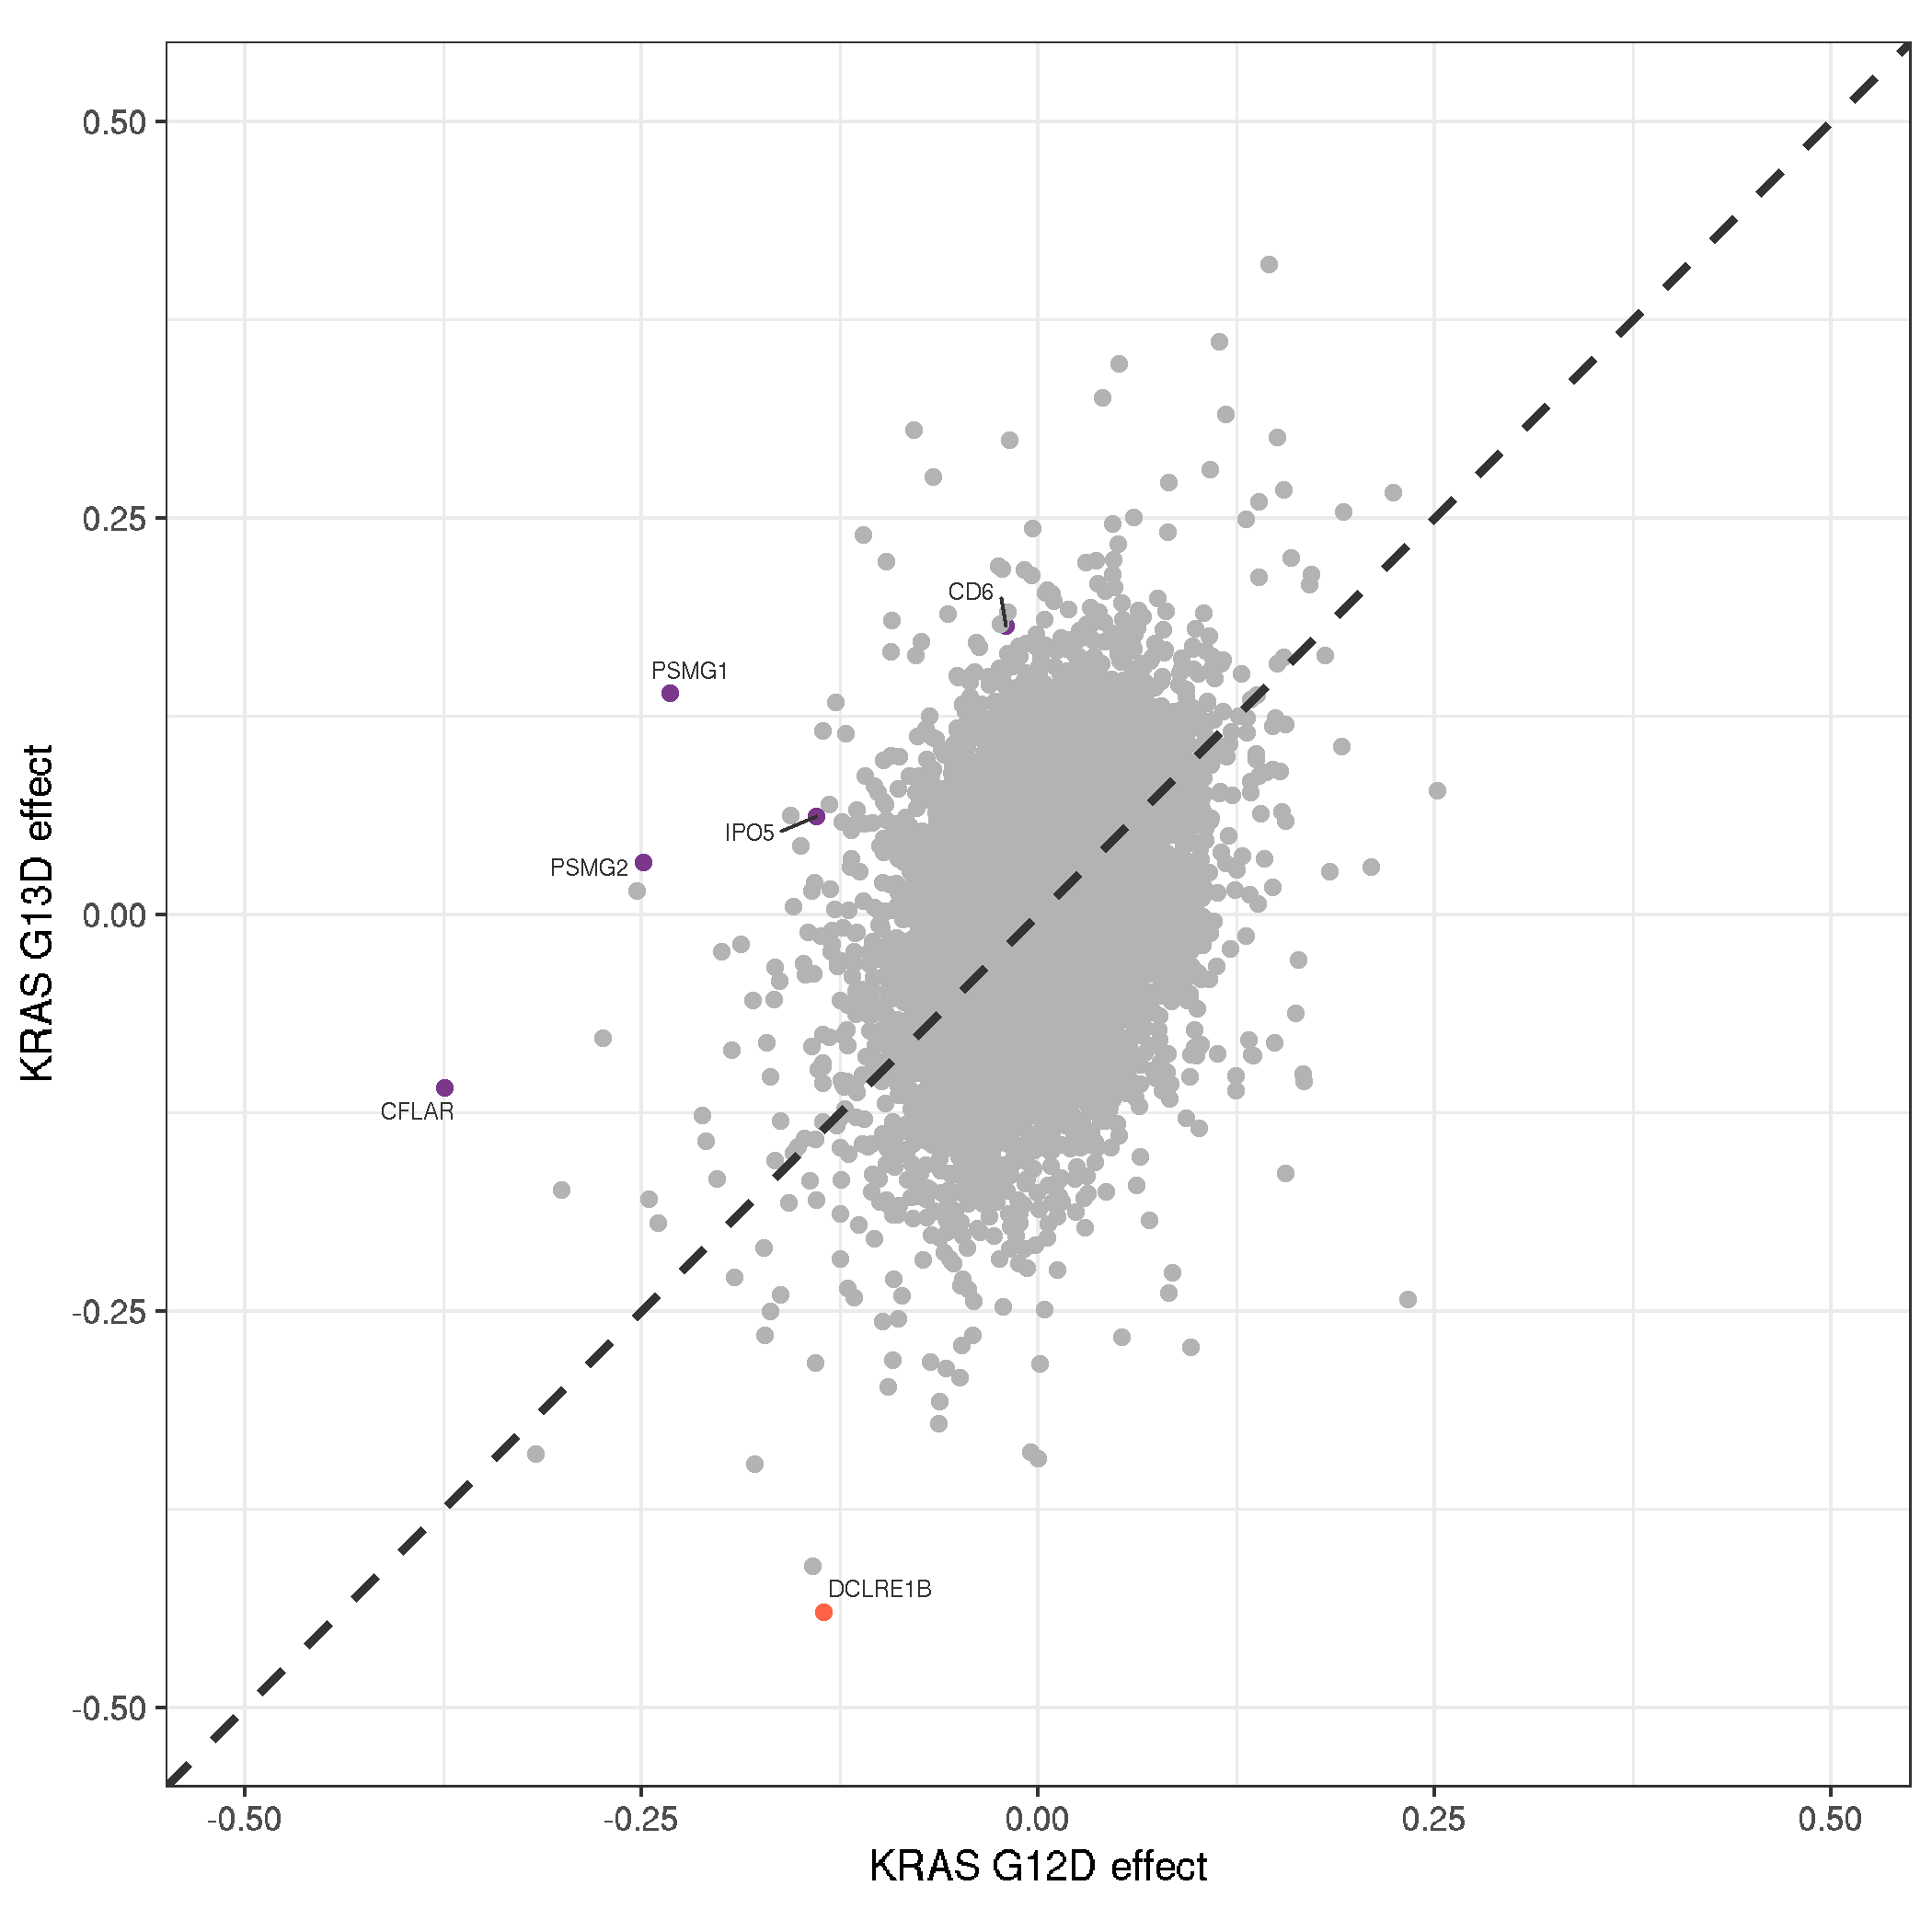 0.50
0.25
0.00
-0.25
-0.50
KRAS G13D effect
CD6
PSMG1
IPO5
PSMG2
CFLAR
DCLRE1B
-0.50
-0.25
0.00
0.25
0.50
KRAS G12D effect